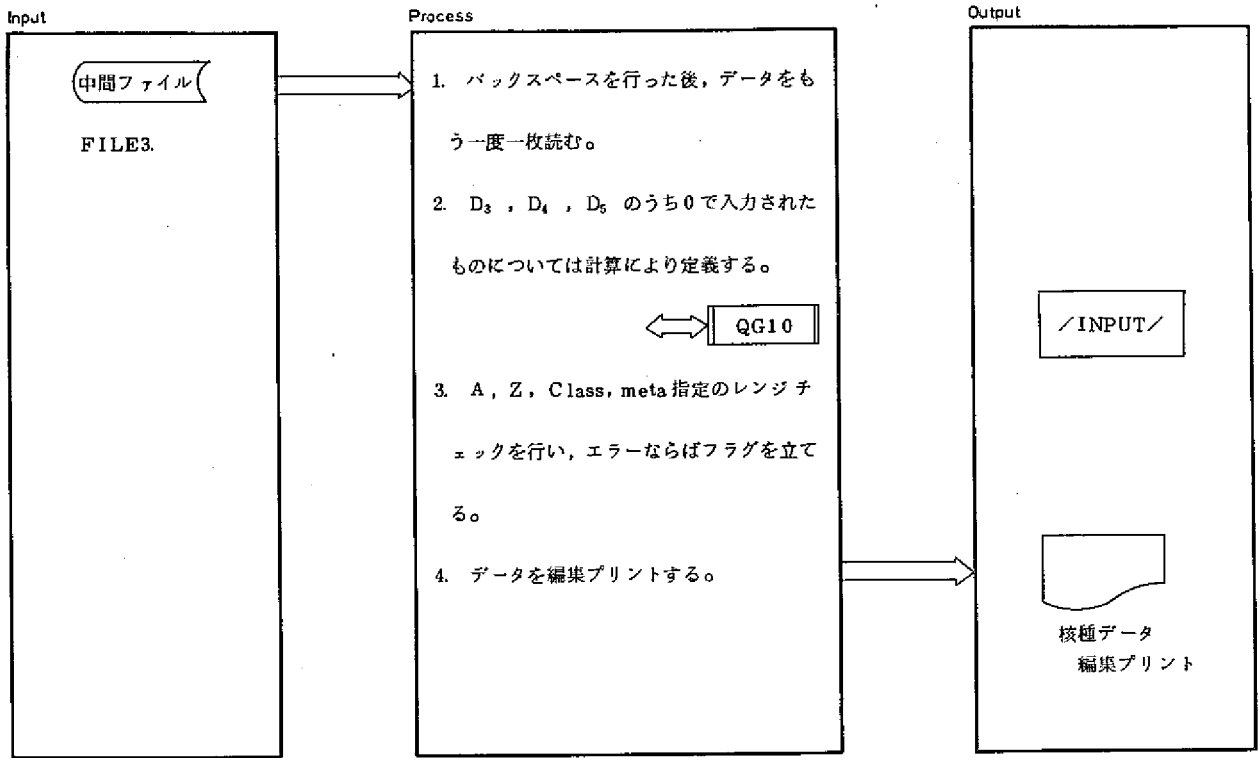 Input
中間ファイル
FILE3.
Process
1. バックスペースを行った後，データをも
う一度一枚読む。
2. D₃ , D₄ , D₅ のうち0で入力された
ものについては計算により定義する。
QG10
3. A , Z , Class, meta指定のレンジチ
ェックを行い，エラーならばフラグを立て
る。
4. データを編集プリントする。
Output
/INPUT/
核種データ
編集プリント